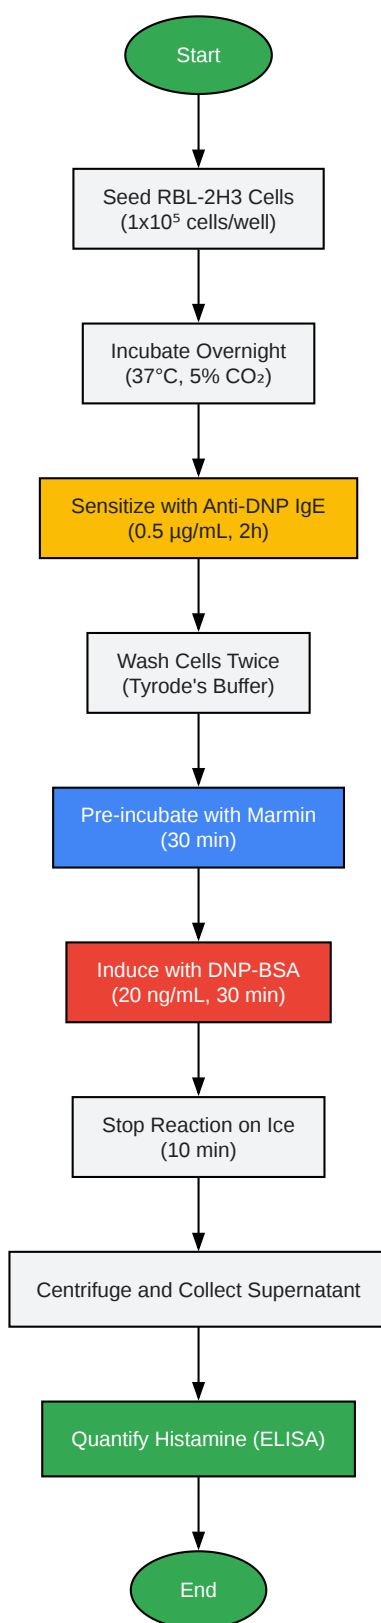 Start
Seed RBL-2H3 Cells
(1x10⁵ cells/well)
Incubate Overnight
(37°C, 5% CO₂)
Sensitize with Anti-DNP IgE
(0.5 µg/mL, 2h)
Wash Cells Twice
(Tyrode's Buffer)
Pre-incubate with Marmin
(30 min)
Induce with DNP-BSA
(20 ng/mL, 30 min)
Stop Reaction on Ice
(10 min)
Centrifuge and Collect Supernatant
Quantify Histamine (ELISA)
End